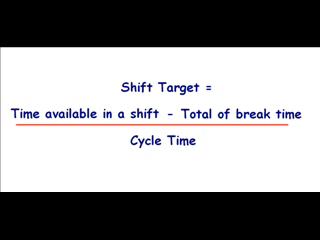 Shift Target =
Time available in a shift - Total of break time
Cycle Time